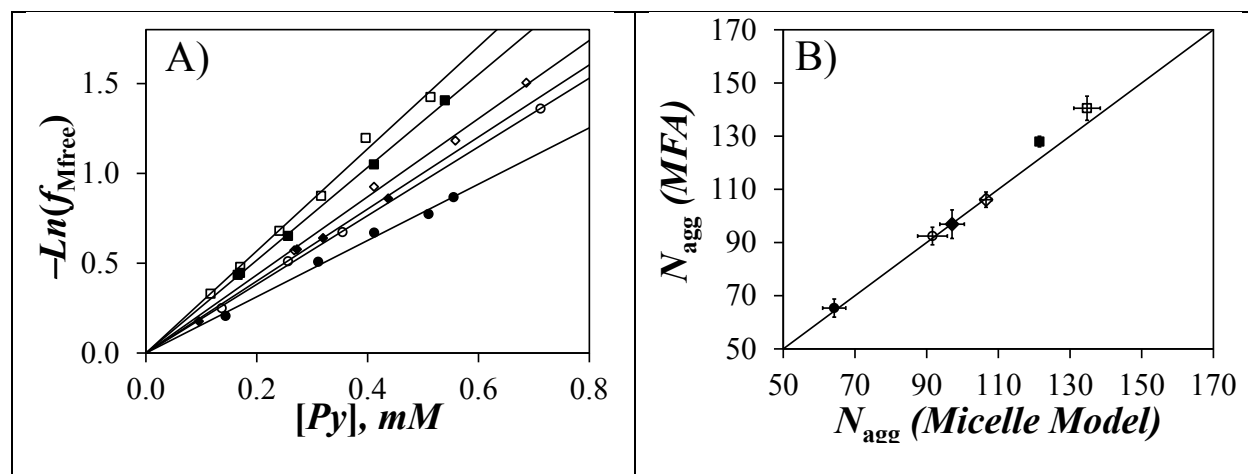 A)
1.5
1.0
0.5
0.0
–Ln(fMfree)
0.0 0.2 0.4 0.6 0.8
[Py], mM
B)
170
150
130
110
90
70
50
Nagg (MFA)
50 70 90 110 130 150 170
Nagg (Micelle Model)